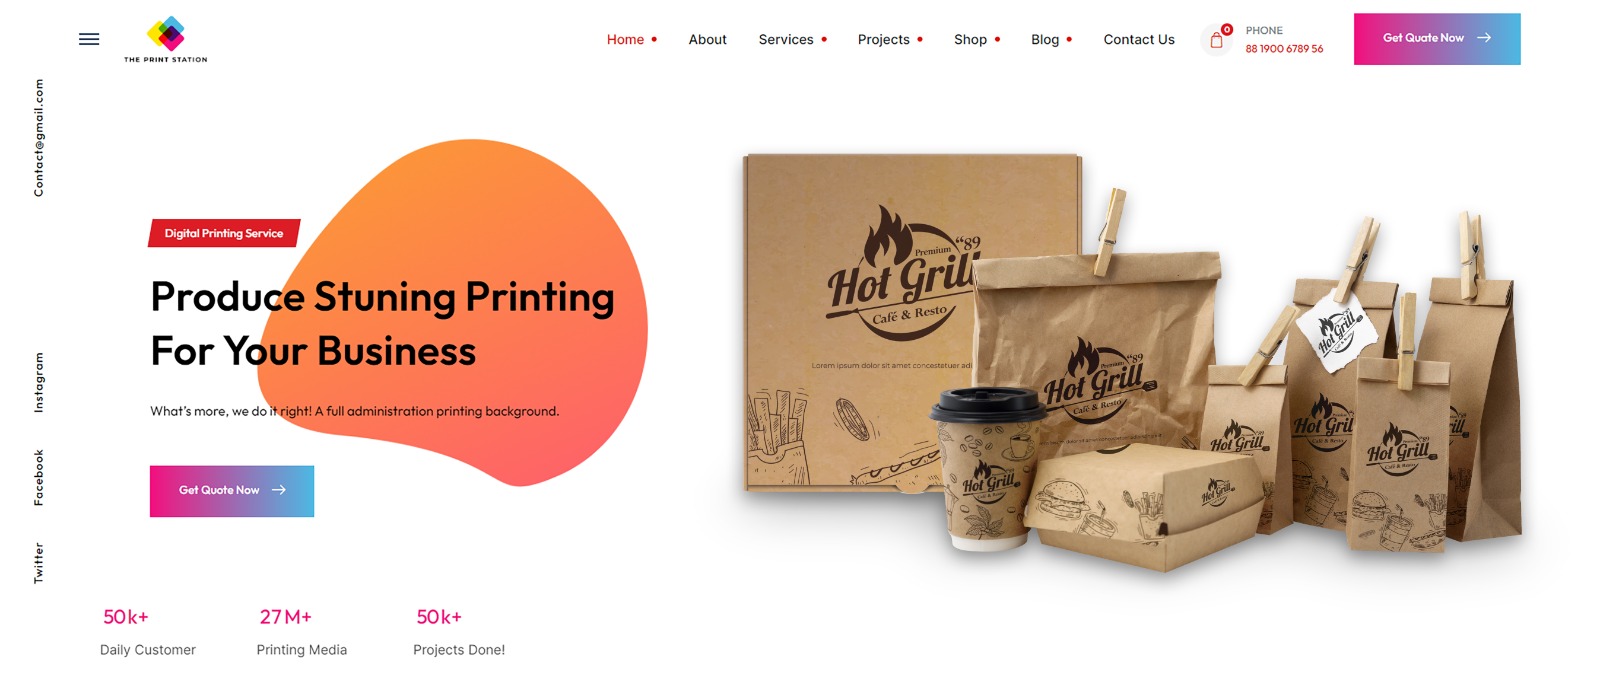 THE PRINT STATION
Home
About
Services
Projects
Shop
Blog
Contact Us
0
PHONE
88 1900 6789 56
Get Quate Now
Contact@gmail.com
Instagram
Facebook
Twitter
Digital Printing Service
Produce Stuning Printing
For Your Business
What's more, we do it right! A full administration printing background.
Get Quote Now
50k+
Daily Customer
27M+
Printing Media
50k+
Projects Done!
Premium "89
Hot Grill
Café & Resto
Lorem ipsum dolor sit amet concestetuer adi
Premium "89
Hot Grill
Café & Resto
Hot Grill
Hot Grill
Hot Grill
Hot Grill
Hot Grill
Hot Grill
Café & Resto